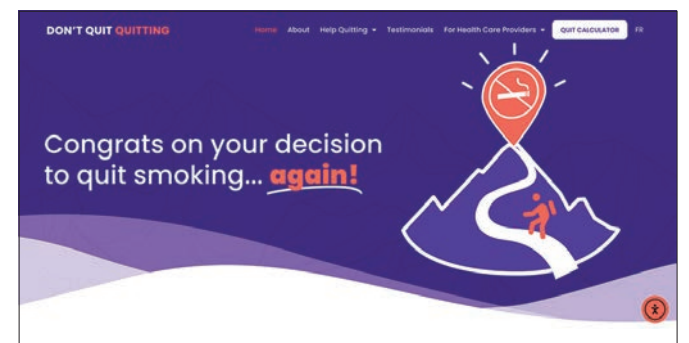 DON'T QUIT QUITTING
Home About Help Quitting Testimonials For Health Care Providers QUIT CALCULATOR FR
Congrats on your decision
to quit smoking... again!